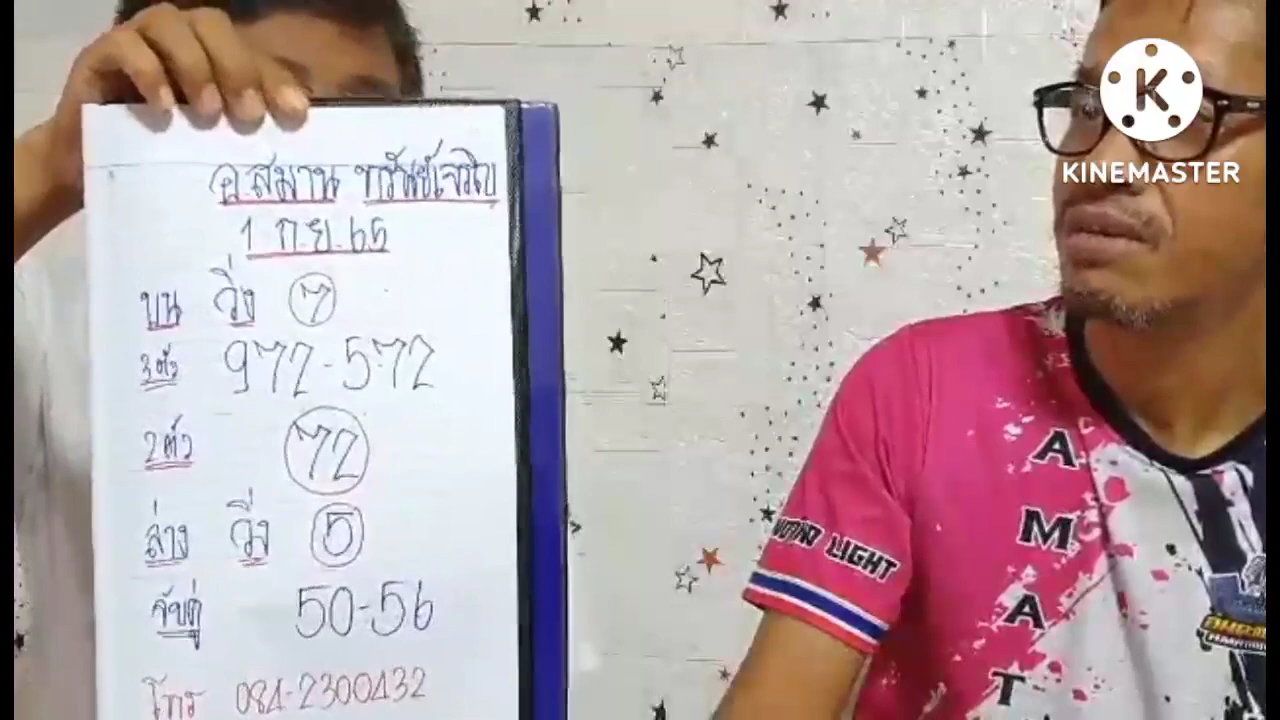 อ.สมาน ทรัพย์เจริญ
1 ก.ย. 65
บน วิ่ง 7
3 ตัว 972-572
2 ตัว 72
ล่าง วิ่ง 5
จับคู่ 50-56
โทร 084-2300432
K
KINEMASTER
LIGHT
A
M
A
T